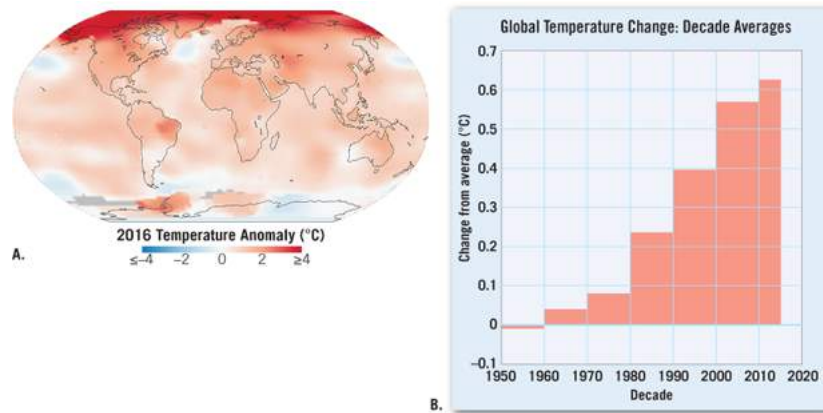 2016 Temperature Anomaly (°C)
≤–4 –2 0 2 ≥4
A.
Global Temperature Change: Decade Averages
Change from average (°C)
0.7
0.6
0.5
0.4
0.3
0.2
0.1
0
–0.1
1950 1960 1970 1980 1990 2000 2010 2020
Decade
B.